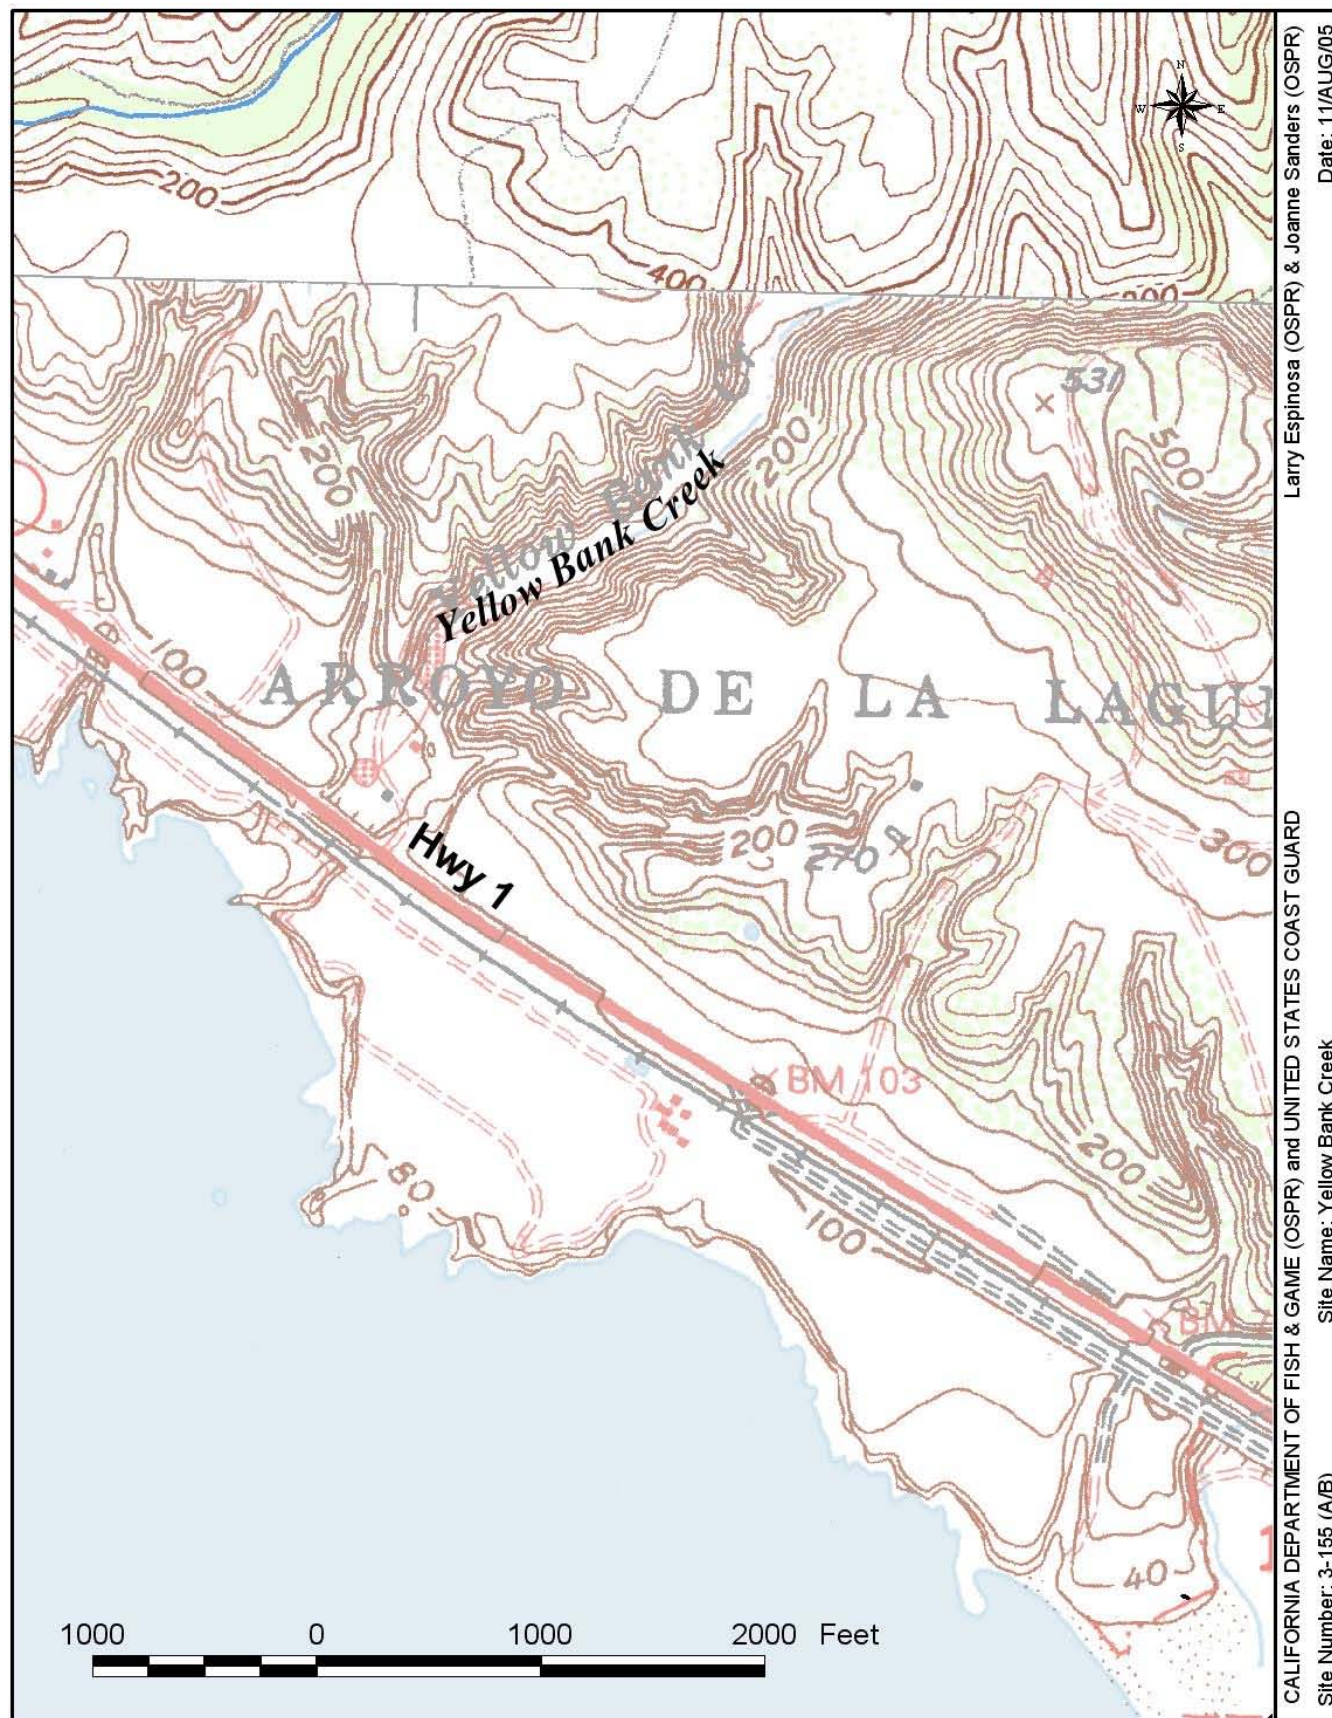 N
W E
S
200
400
200
531
500
200
200
Yellow Bank Cr
Yellow Bank Creek
100
ARROYO DE LA LAGU
Hwy 1
200
270
300
BM 103
80
200
100
BM
40
1000 0 1000 2000 Feet
Larry Espinosa (OSPR) & Joanne Sanders (OSPR)
Date: 11/AUG/05
CALIFORNIA DEPARTMENT OF FISH & GAME (OSPR) and UNITED STATES COAST GUARD
Site Number: 3-155 (A/B) Site Name: Yellow Bank Creek